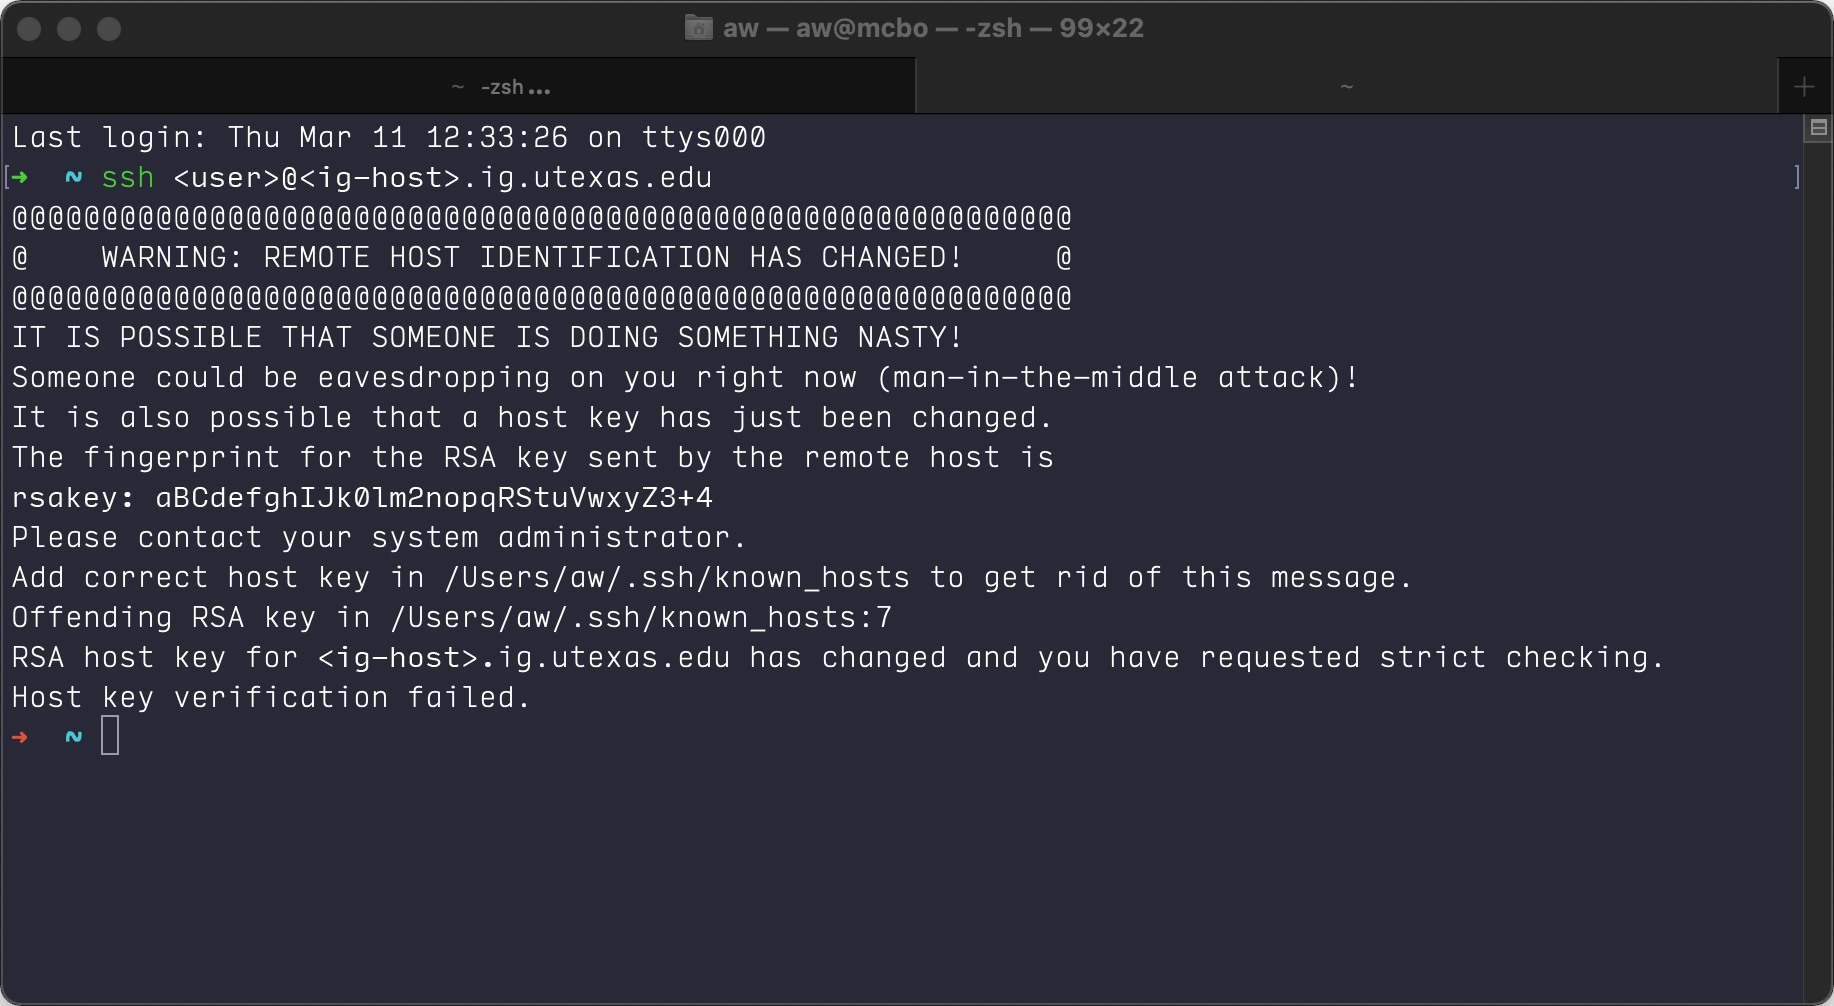 aw — aw@mcbo — -zsh — 99×22
~ -zsh...
~
Last login: Thu Mar 11 12:33:26 on ttys000
[➜ ~ ssh <user>@<ig-host>.ig.utexas.edu ]
@@@@@@@@@@@@@@@@@@@@@@@@@@@@@@@@@@@@@@@@@@@@@@@@@@@@@@@@@@@
@    WARNING: REMOTE HOST IDENTIFICATION HAS CHANGED!     @
@@@@@@@@@@@@@@@@@@@@@@@@@@@@@@@@@@@@@@@@@@@@@@@@@@@@@@@@@@@
IT IS POSSIBLE THAT SOMEONE IS DOING SOMETHING NASTY!
Someone could be eavesdropping on you right now (man-in-the-middle attack)!
It is also possible that a host key has just been changed.
The fingerprint for the RSA key sent by the remote host is
rsakey: aBCdefghIJk0lm2nopqRStuVwxyZ3+4
Please contact your system administrator.
Add correct host key in /Users/aw/.ssh/known_hosts to get rid of this message.
Offending RSA key in /Users/aw/.ssh/known_hosts:7
RSA host key for <ig-host>.ig.utexas.edu has changed and you have requested strict checking.
Host key verification failed.
➜ ~